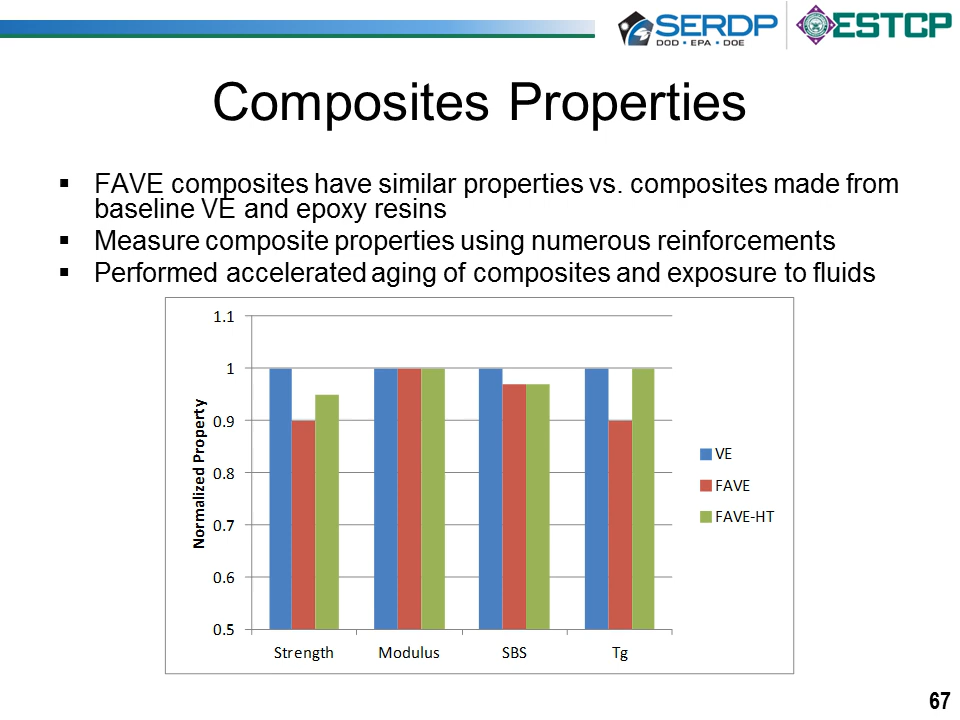 SERDP
DOD • EPA • DOE
ESTCP
Composites Properties
▪ FAVE composites have similar properties vs. composites made from
baseline VE and epoxy resins
▪ Measure composite properties using numerous reinforcements
▪ Performed accelerated aging of composites and exposure to fluids
1.1
1
0.9
0.8
0.7
0.6
0.5
Normalized Property
Strength Modulus SBS Tg
VE
FAVE
FAVE-HT
67